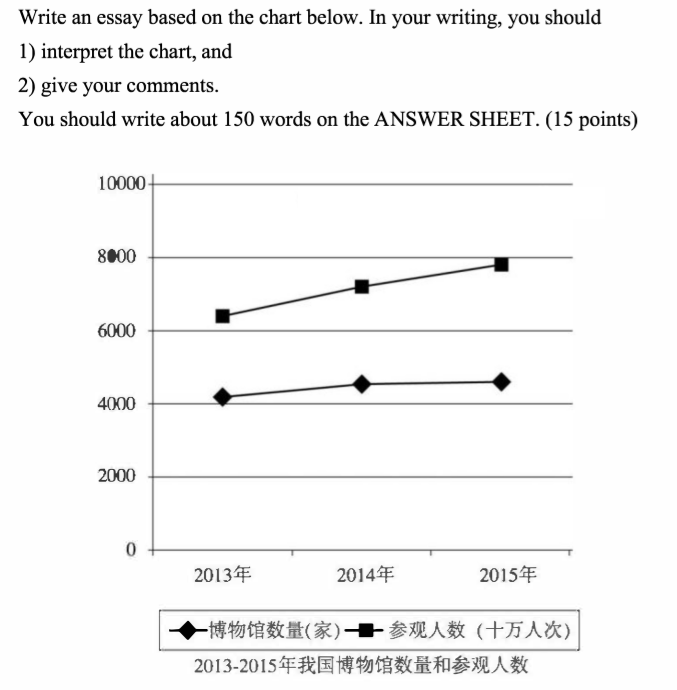 Write an essay based on the chart below. In your writing, you should
1) interpret the chart, and
2) give your comments.
You should write about 150 words on the ANSWER SHEET. (15 points)
10000
8000
6000
4000
2000
0
2013年 2014年 2015年
博物馆数量(家) 参观人数 (十万人次)
2013-2015年我国博物馆数量和参观人数